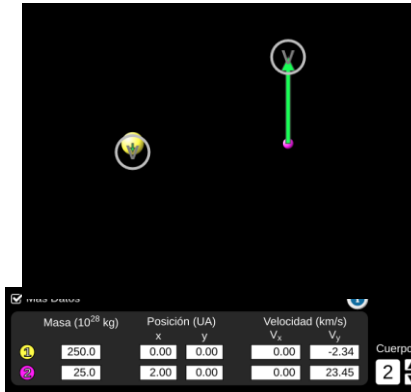 V
V
Mas Datos
Masa (10²⁸ kg) Posición (UA) Velocidad (km/s)
x y Vx Vy
1 250.0 0.00 0.00 0.00 -2.34
2 25.0 2.00 0.00 0.00 23.45
Cuerpo
2